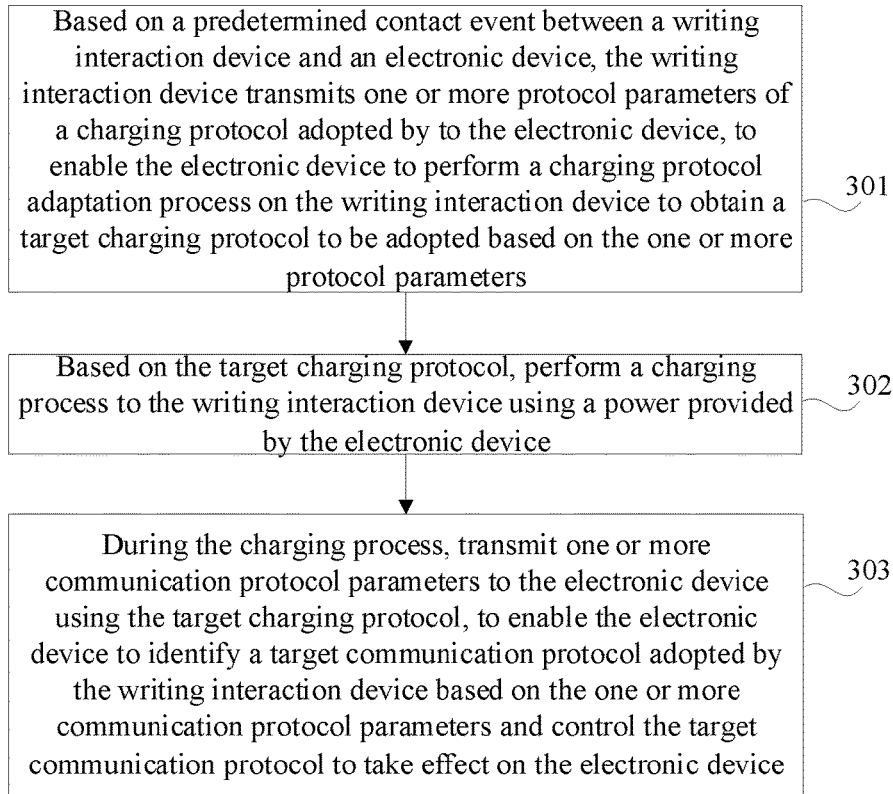 Based on a predetermined contact event between a writing
interaction device and an electronic device, the writing
interaction device transmits one or more protocol parameters of
a charging protocol adopted by to the electronic device, to
enable the electronic device to perform a charging protocol
adaptation process on the writing interaction device to obtain a
target charging protocol to be adopted based on the one or more
protocol parameters
301
Based on the target charging protocol, perform a charging
process to the writing interaction device using a power provided
by the electronic device
302
During the charging process, transmit one or more
communication protocol parameters to the electronic device
using the target charging protocol, to enable the electronic
device to identify a target communication protocol adopted by
the writing interaction device based on the one or more
communication protocol parameters and control the target
communication protocol to take effect on the electronic device
303